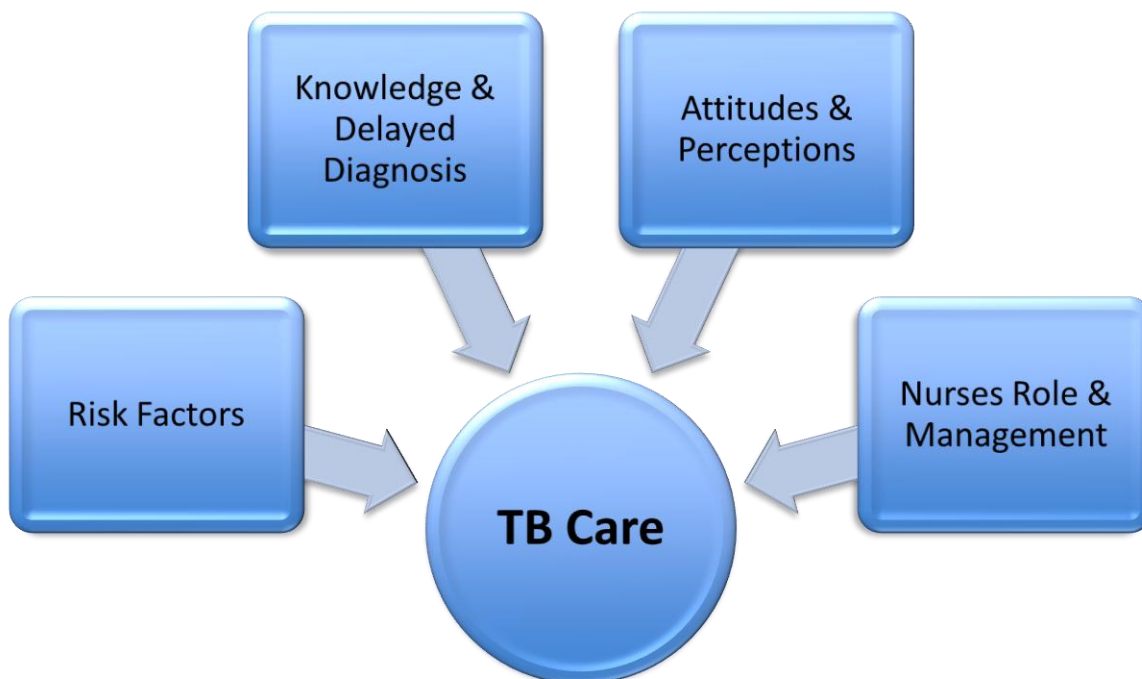 Knowledge &
Delayed
Diagnosis
Attitudes &
Perceptions
Risk Factors
Nurses Role &
Management
TB Care